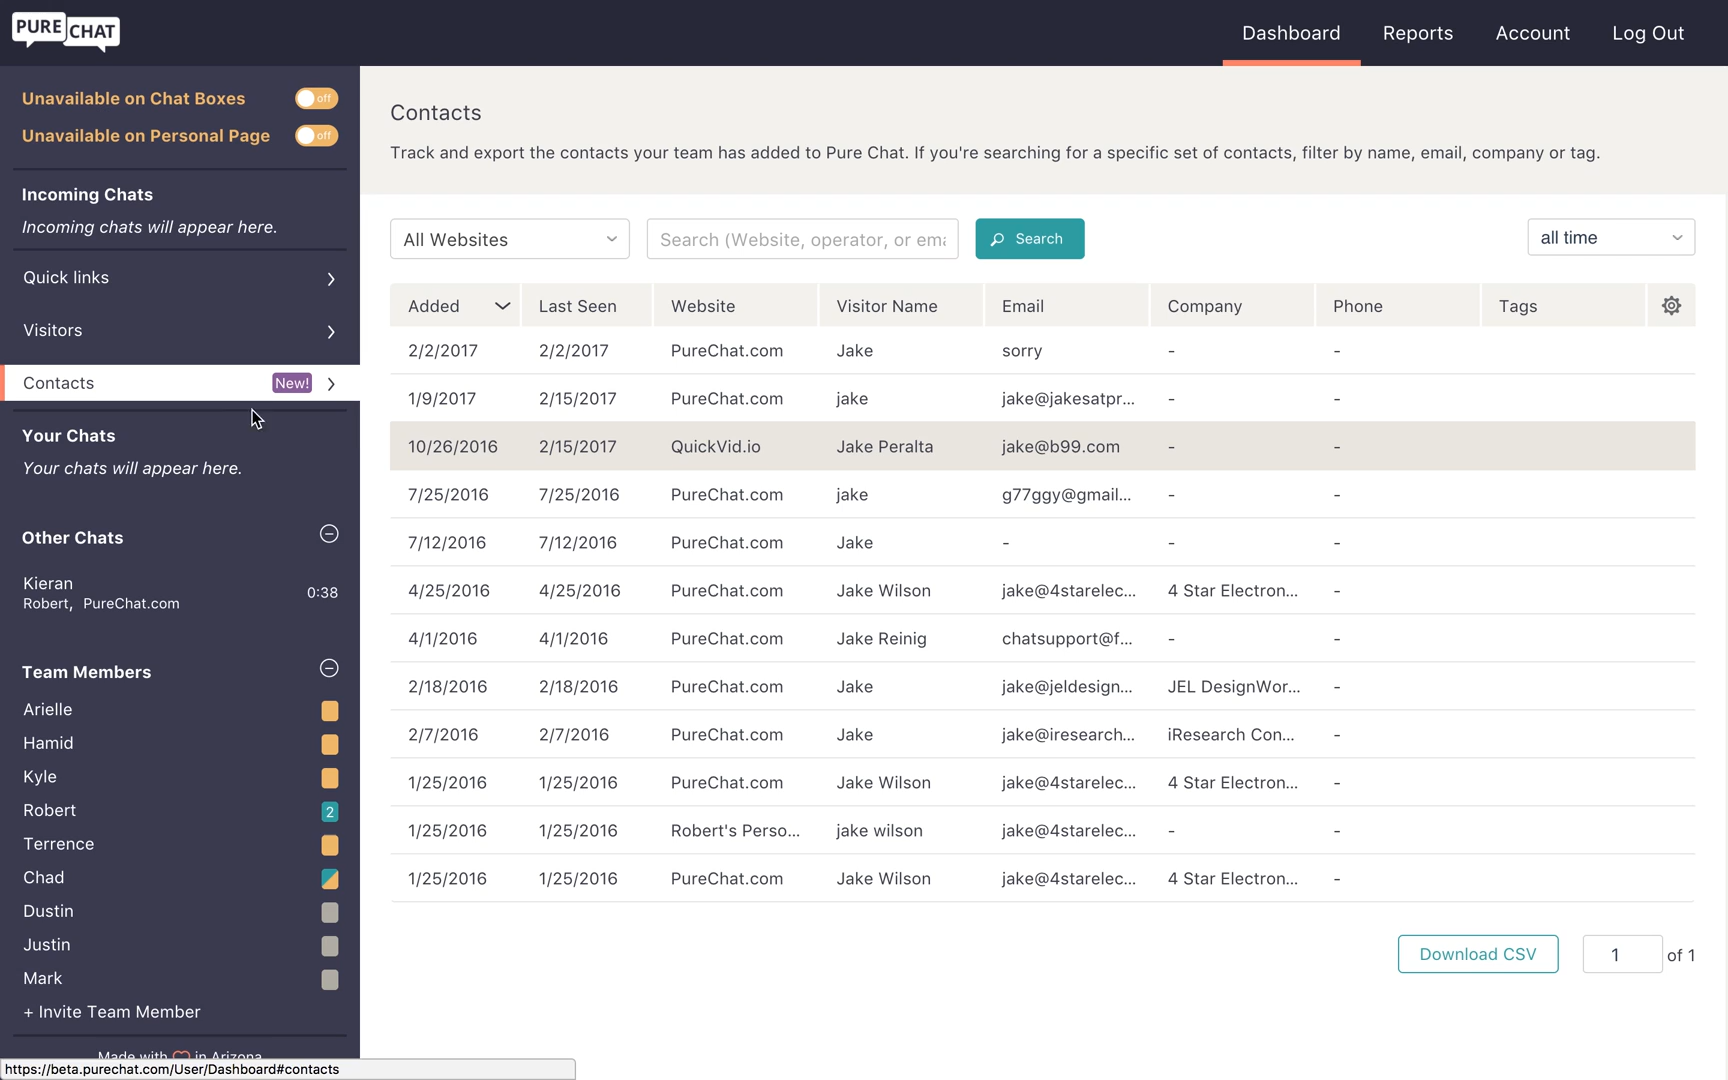 PURE CHAT
Dashboard Reports Account Log Out
Unavailable on Chat Boxes off
Unavailable on Personal Page off
Incoming Chats
Incoming chats will appear here.
Quick links
Visitors
Contacts New!
Your Chats
Your chats will appear here.
Other Chats
Kieran
Robert, PureChat.com 0:38
Team Members
Arielle
Hamid
Kyle
Robert 2
Terrence
Chad
Dustin
Justin
Mark
+ Invite Team Member
Made with in Arizona
https://beta.purechat.com/User/Dashboard#contacts
Contacts
Track and export the contacts your team has added to Pure Chat. If you're searching for a specific set of contacts, filter by name, email, company or tag.
All Websites Search (Website, operator, or ema Search all time
Added Last Seen Website Visitor Name Email Company Phone Tags
2/2/2017 2/2/2017 PureChat.com Jake sorry - -
1/9/2017 2/15/2017 PureChat.com jake jake@jakesatpr... - -
10/26/2016 2/15/2017 QuickVid.io Jake Peralta jake@b99.com - -
7/25/2016 7/25/2016 PureChat.com jake g77ggy@gmail... - -
7/12/2016 7/12/2016 PureChat.com Jake - - -
4/25/2016 4/25/2016 PureChat.com Jake Wilson jake@4starelec... 4 Star Electron... -
4/1/2016 4/1/2016 PureChat.com Jake Reinig chatsupport@f... - -
2/18/2016 2/18/2016 PureChat.com Jake jake@jeldesign... JEL DesignWor... -
2/7/2016 2/7/2016 PureChat.com Jake jake@iresearch... iResearch Con... -
1/25/2016 1/25/2016 PureChat.com Jake Wilson jake@4starelec... 4 Star Electron... -
1/25/2016 1/25/2016 Robert's Perso... jake wilson jake@4starelec... - -
1/25/2016 1/25/2016 PureChat.com Jake Wilson jake@4starelec... 4 Star Electron... -
Download CSV 1 of 1